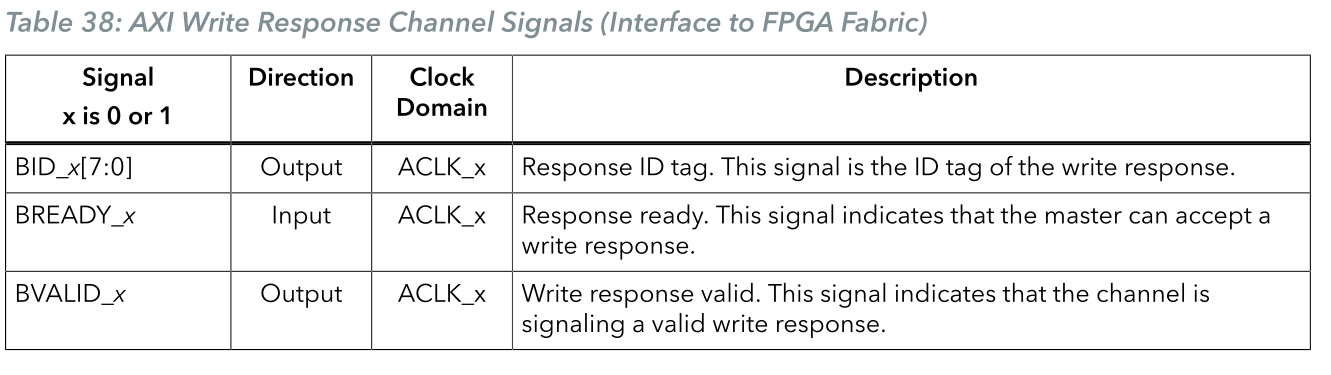 Table 38: AXI Write Response Channel Signals (Interface to FPGA Fabric)
Signal
x is 0 or 1
Direction
Clock
Domain
Description
BID_x[7:0]
Output
ACLK_x
Response ID tag. This signal is the ID tag of the write response.
BREADY_x
Input
ACLK_x
Response ready. This signal indicates that the master can accept a
write response.
BVALID_x
Output
ACLK_x
Write response valid. This signal indicates that the channel is
signaling a valid write response.